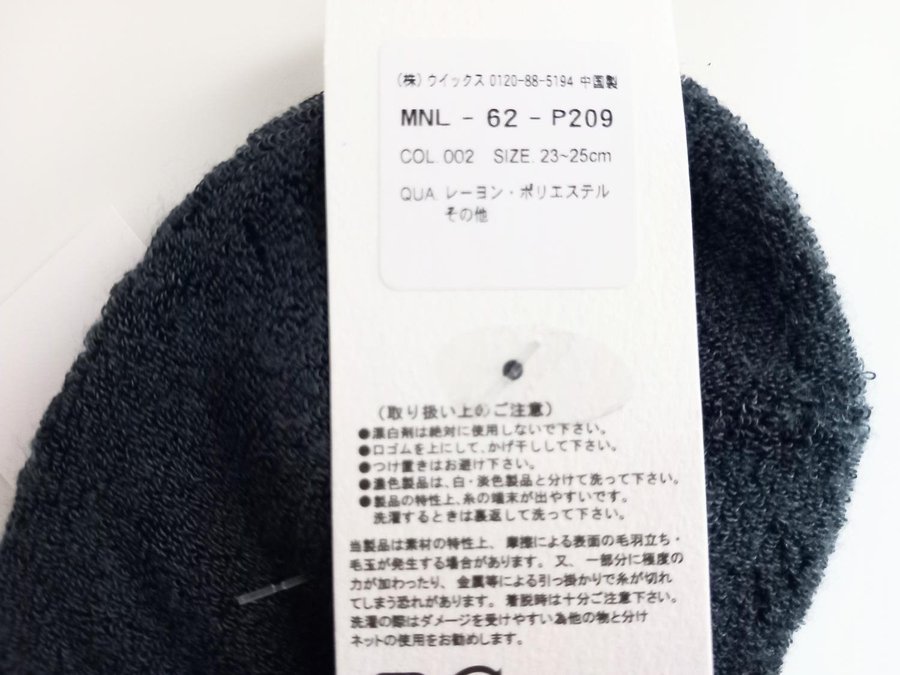 (株)ウイックス 0120-88-5194 中国製
MNL - 62 - P209
COL. 002 SIZE. 23~25cm
QUA. レーヨン・ポリエステル
その他
(取り扱い上のご注意)
●漂白剤は絶対に使用しないで下さい。
●口ゴムを上にして、かげ干しして下さい。
●つけ置きはお避け下さい。
●濃色製品は、白・淡色製品と分けて洗って下さい。
●製品の特性上、糸の端末が出やすいです。
洗濯するときは裏返して洗って下さい。
当製品は素材の特性上、摩擦による表面の毛羽立ち・
毛玉が発生する場合があります。又、一部分に極度の
力が加わったり、金属等による引っ掛かりで糸が切れ
てしまう恐れがあります。着脱時は十分ご注意下さい。
洗濯の際はダメージを受けやすい為他の物と分け
ネットの使用をお勧めします。